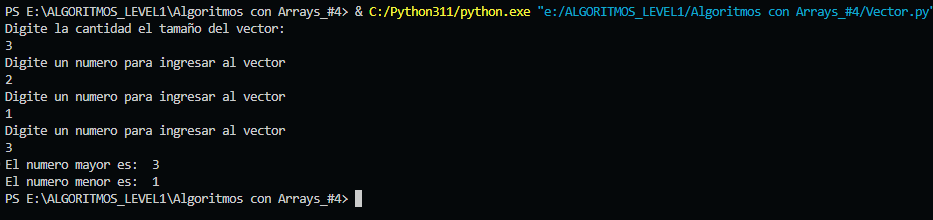 PS E:\ALGORITMOS_LEVEL1\Algoritmos con Arrays_#4> & C:/Python311/python.exe "e:/ALGORITMOS_LEVEL1/Algoritmos con Arrays_#4/Vector.py"
Digite la cantidad el tamaño del vector:
3
Digite un numero para ingresar al vector
2
Digite un numero para ingresar al vector
1
Digite un numero para ingresar al vector
3
El numero mayor es:  3
El numero menor es:  1
PS E:\ALGORITMOS_LEVEL1\Algoritmos con Arrays_#4>